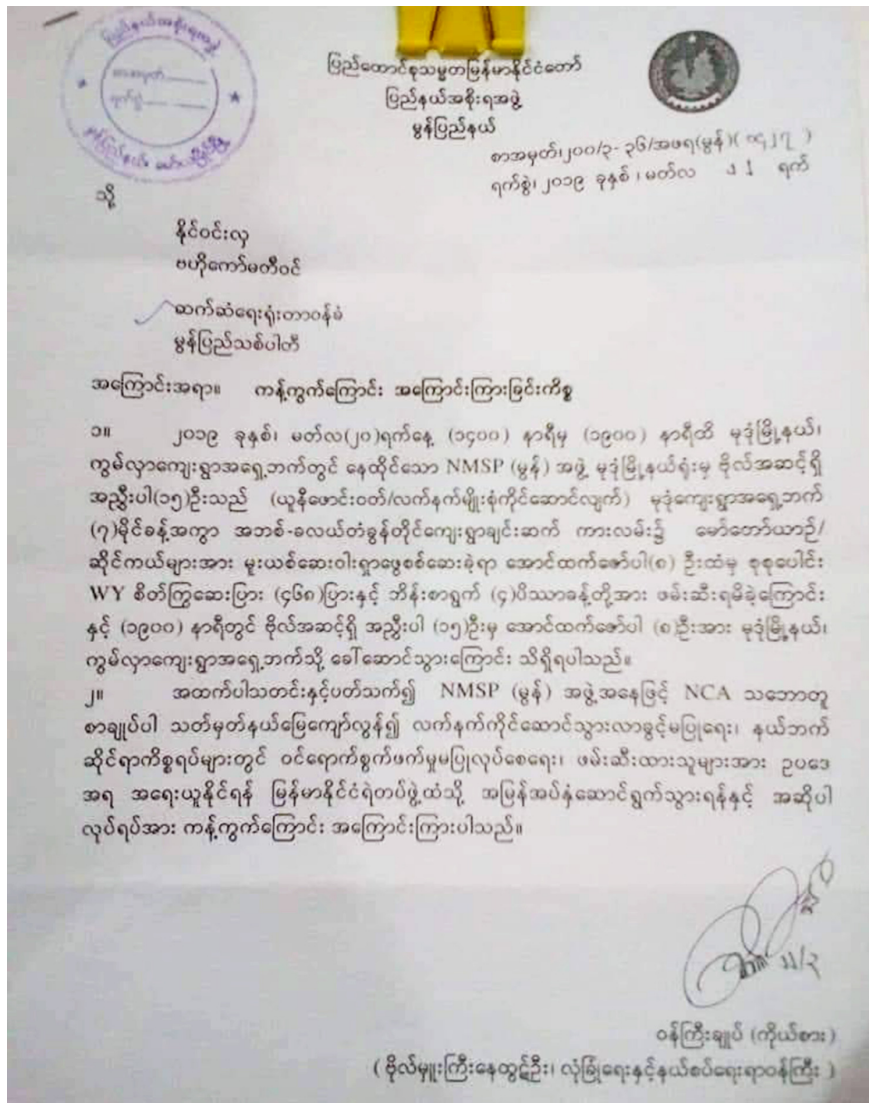 ပြည်နယ်အစိုးရအဖွဲ့
စာအမှတ်
ရက်စွဲ
ပြည်ထောင်စုသမ္မတမြန်မာနိုင်ငံတော်
ပြည်နယ်အစိုးရအဖွဲ့
မွန်ပြည်နယ်
စာအမှတ်၊၂၀၀/၃-၃၆/အဖရ(မွန်)(
ရက်စွဲ၊ ၂၀၁၉ ခုနှစ် ၊ မတ်လ ၂၂ ရက်
သို့
နိုင်ဝင်းလှ
ဗဟိုကော်မတီဝင်
ဆက်ဆံရေးရုံးတာဝန်ခံ
မွန်ပြည်သစ်ပါတီ
အကြောင်းအရာ။ ကန့်ကွက်ကြောင်း အကြောင်းကြားခြင်းကိစ္စ
၁။ ၂၀၁၉ ခုနှစ်၊ မတ်လ(၂၀)ရက်နေ့ (၁၄၀၀) နာရီမှ (၁၉၀၀) နာရီထိ မုဒုံမြို့နယ်၊
ကွမ်လှာကျေးရွာအရှေ့ဘက်တွင် နေထိုင်သော NMSP (မွန်) အဖွဲ့ မုဒုံမြို့နယ်ရုံးမှ ဗိုလ်အဆင့်ရှိ
အညှီးပါ(၁၅)ဦးသည် (ယူနီဖောင်းဝတ်/လက်နက်မျိုးစုံကိုင်ဆောင်လျက်) မုဒုံကျေးရွာအရှေ့ဘက်
(၇)မိုင်ခန့်အကွာ အဘစ်-ခလယ်တံခွန်တိုင်ကျေးရွာချင်းဆက် ကားလမ်း၌ မော်တော်ယာဉ်/
ဆိုင်ကယ်များအား မူးယစ်ဆေးဝါးရှာဖွေစစ်ဆေးခဲ့ရာ အောင်ထက်ဇော်ပါ(၈) ဦးထံမှ စုစုပေါင်း
WY စိတ်ကြွဆေးပြား (၄၆၈)ပြားနှင့် ဘိန်းစာရွက် (၄)ပိဿာခန့်တို့အား ဖမ်းဆီးရမိခဲ့ကြောင်း
နှင့် (၁၉၀၀) နာရီတွင် ဗိုလ်အဆင့်ရှိ အညှီးပါ (၁၅)ဦးမှ အောင်ထက်ဇော်ပါ (၈)ဦးအား မုဒုံမြို့နယ်၊
ကွမ်လှာကျေးရွာအရှေ့ဘက်သို့ ခေါ်ဆောင်သွားကြောင်း သိရှိရပါသည်။
၂။ အထက်ပါသတင်းနှင့်ပတ်သက်၍ NMSP (မွန်) အဖွဲ့အနေဖြင့် NCA သဘောတူ
စာချုပ်ပါ သတ်မှတ်နယ်မြေကျော်လွန်၍ လက်နက်ကိုင်ဆောင်သွားလာခွင့်မပြုရေး၊ နယ်ဘက်
ဆိုင်ရာကိစ္စရပ်များတွင် ဝင်ရောက်စွက်ဖက်မှုမပြုလုပ်စေရေး၊ ဖမ်းဆီးထားသူများအား ဥပဒေ
အရ အရေးယူနိုင်ရန် မြန်မာနိုင်ငံရဲတပ်ဖွဲ့ထံသို့ အမြန်အပ်နှံဆောင်ရွက်သွားရန်နှင့် အဆိုပါ
လုပ်ရပ်အား ကန့်ကွက်ကြောင်း အကြောင်းကြားပါသည်။
၂၂/၃
ဝန်ကြီးချုပ် (ကိုယ်စား)
( ဗိုလ်မှူးကြီးနေထွဋ်ဦး၊ လုံခြုံရေးနှင့်နယ်စပ်ရေးရာဝန်ကြီး )